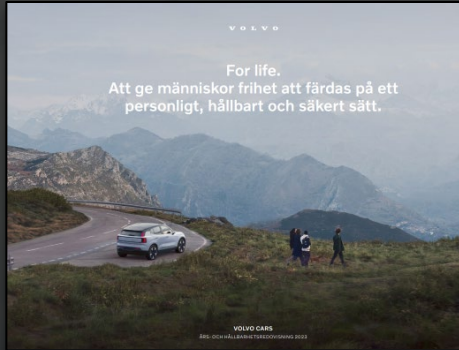 VOLVO
For life.
Att ge människor frihet att färdas på ett
personligt, hållbart och säkert sätt.
VOLVO CARS
ÅRS- OCH HÅLLBARHETSREDOVISNING 2023